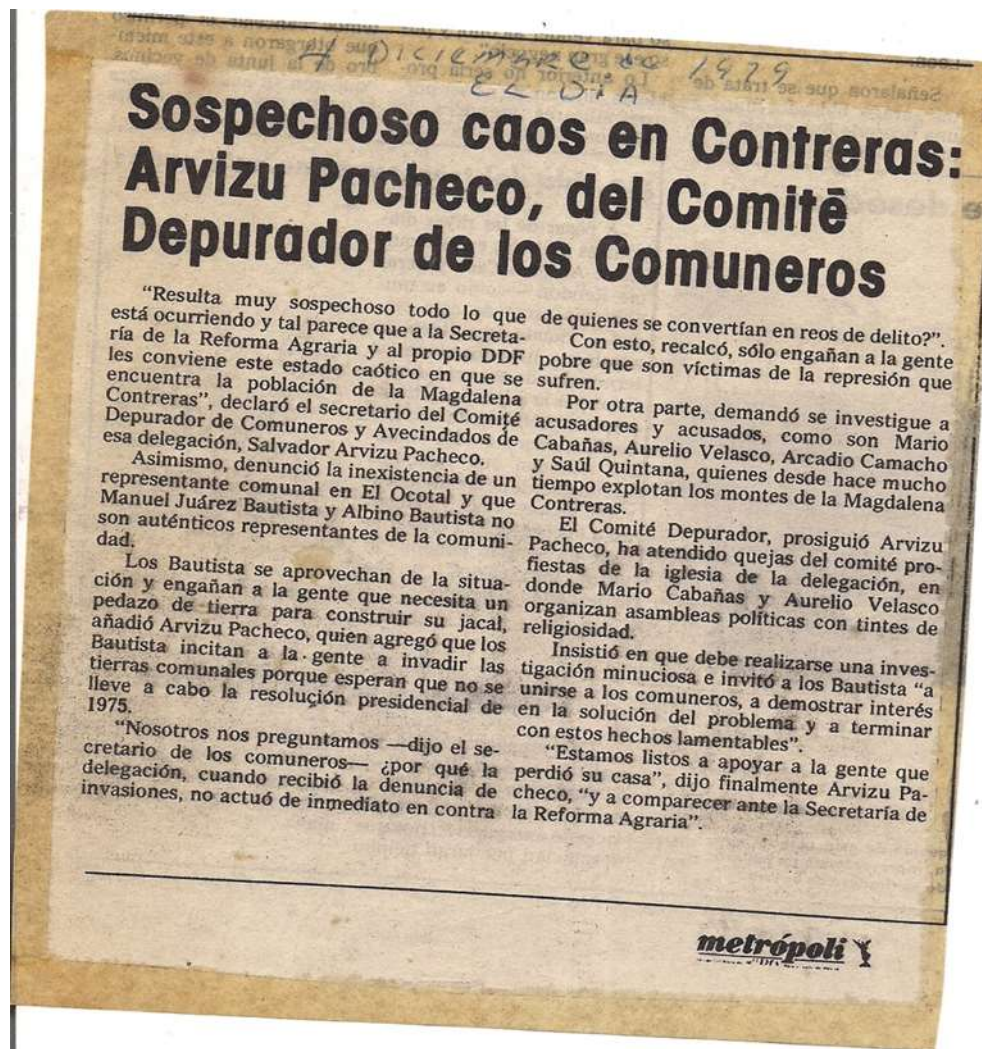 Diciembre de 1979
EL DIA
Sospechoso caos en Contreras:
Arvizu Pacheco, del Comité
Depurador de los Comuneros
“Resulta muy sospechoso todo lo que
está ocurriendo y tal parece que a la Secreta-
ría de la Reforma Agraria y al propio DDF
les conviene este estado caótico en que se
encuentra la población de la Magdalena
Contreras”, declaró el secretario del Comité
Depurador de Comuneros y Avecindados de
esa delegación, Salvador Arvizu Pacheco.
Asimismo, denunció la inexistencia de un
representante comunal en El Ocotal y que
Manuel Juárez Bautista y Albino Bautista no
son auténticos representantes de la comuni-
dad.
Los Bautista se aprovechan de la situa-
ción y engañan a la gente que necesita un
pedazo de tierra para construir su jacal,
añadió Arvizu Pacheco, quien agregó que los
Bautista incitan a la gente a invadir las
tierras comunales porque esperan que no se
lleve a cabo la resolución presidencial de
1975.
“Nosotros nos preguntamos —dijo el se-
cretario de los comuneros— ¿por qué la
delegación, cuando recibió la denuncia de
invasiones, no actuó de inmediato en contra
de quienes se convertían en reos de delito?”.
Con esto, recalcó, sólo engañan a la gente
pobre que son víctimas de la represión que
sufren.
Por otra parte, demandó se investigue a
acusadores y acusados, como son Mario
Cabañas, Aurelio Velasco, Arcadio Camacho
y Saúl Quintana, quienes desde hace mucho
tiempo explotan los montes de la Magdalena
Contreras.
El Comité Depurador, prosiguió Arvizu
Pacheco, ha atendido quejas del comité pro-
fiestas de la iglesia de la delegación, en
donde Mario Cabañas y Aurelio Velasco
organizan asambleas políticas con tintes de
religiosidad.
Insistió en que debe realizarse una inves-
tigación minuciosa e invitó a los Bautista “a
unirse a los comuneros, a demostrar interés
en la solución del problema y a terminar
con estos hechos lamentables”.
“Estamos listos a apoyar a la gente que
perdió su casa”, dijo finalmente Arvizu Pa-
checo, “y a comparecer ante la Secretaría de
la Reforma Agraria”.
metrópoli